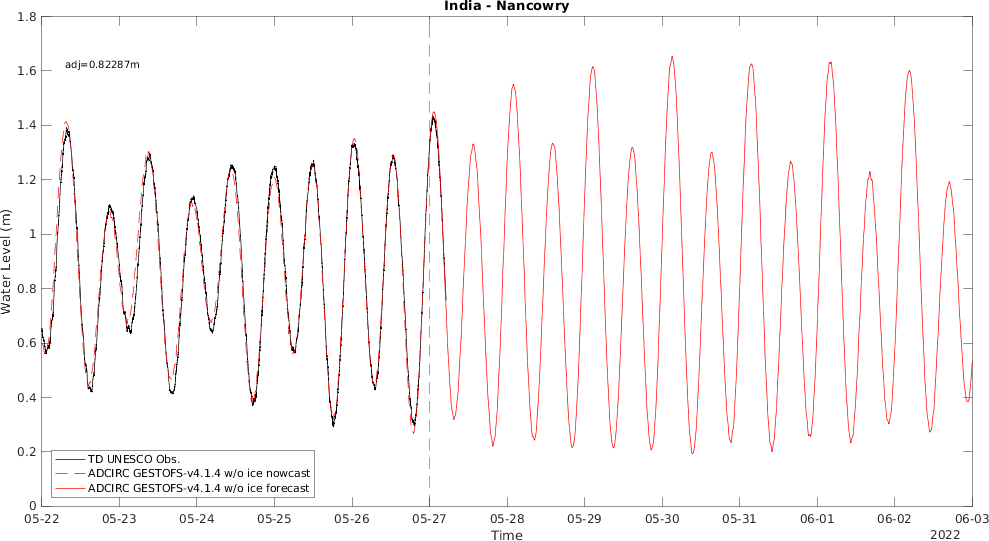 India - Nancowry
1.8
1.6
1.4
1.2
1
0.8
0.6
0.4
0.2
0
Water Level (m)
adj=0.82287m
TD UNESCO Obs.
ADCIRC GESTOFS-v4.1.4 w/o ice nowcast
ADCIRC GESTOFS-v4.1.4 w/o ice forecast
05-22 05-23 05-24 05-25 05-26 05-27 05-28 05-29 05-30 05-31 06-01 06-02 06-03
Time
2022